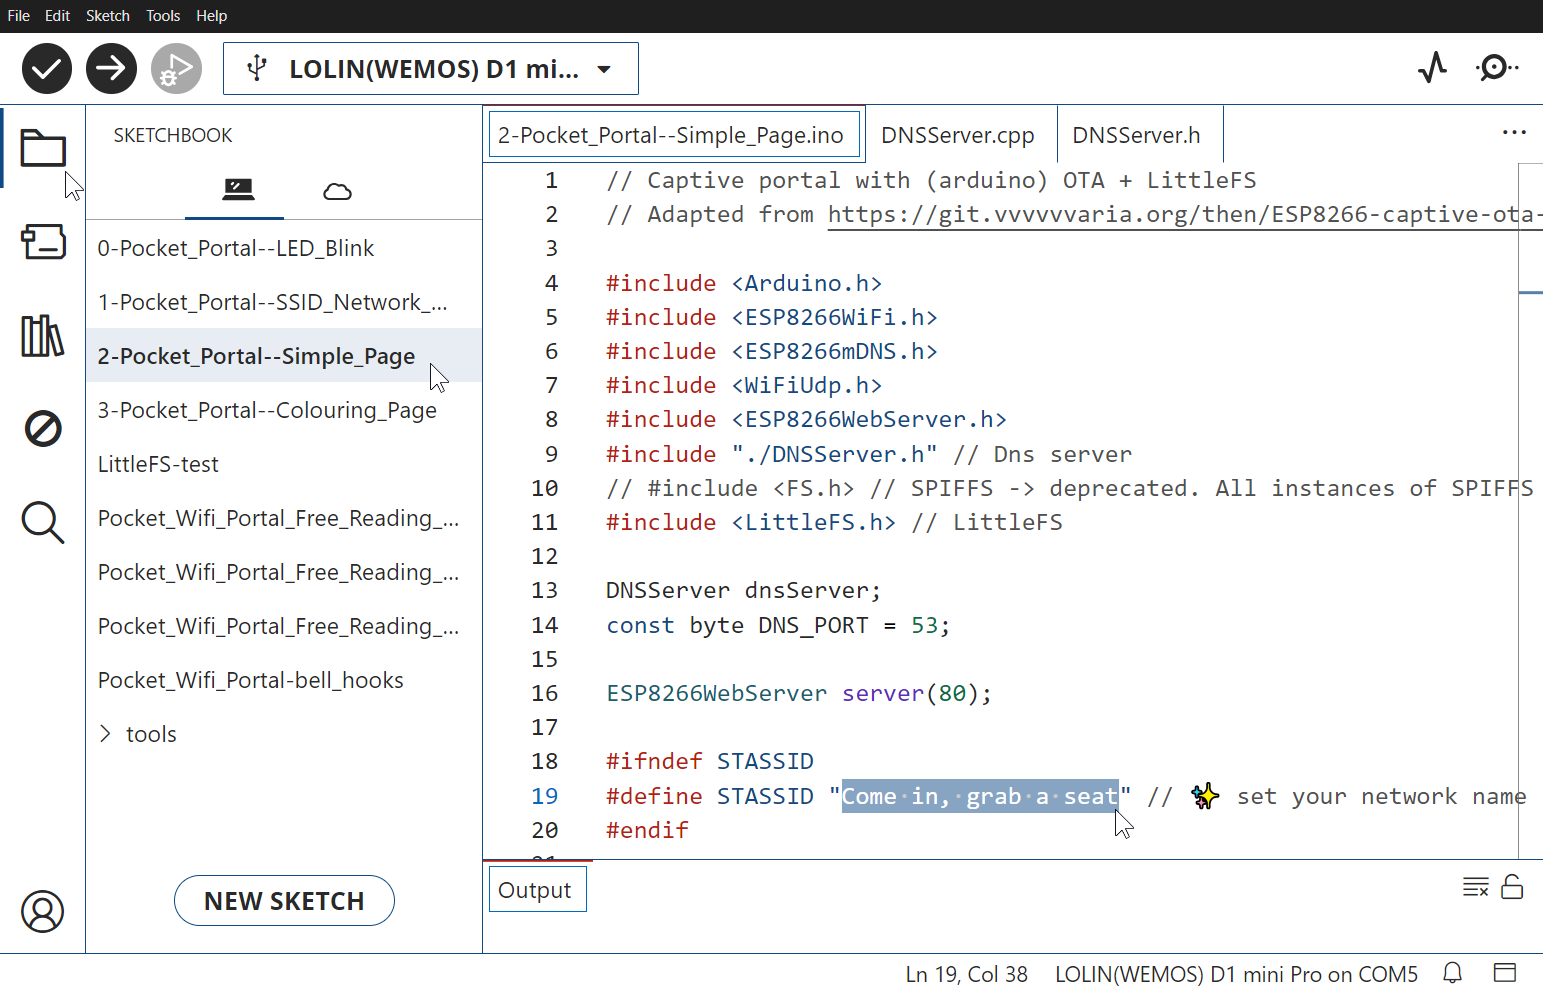 File Edit Sketch Tools Help
LOLIN(WEMOS) D1 mi...
SKETCHBOOK
0-Pocket_Portal--LED_Blink
1-Pocket_Portal--SSID_Network_...
2-Pocket_Portal--Simple_Page
3-Pocket_Portal--Colouring_Page
LittleFS-test
Pocket_Wifi_Portal_Free_Reading_...
Pocket_Wifi_Portal_Free_Reading_...
Pocket_Wifi_Portal_Free_Reading_...
Pocket_Wifi_Portal-bell_hooks
tools
NEW SKETCH
2-Pocket_Portal--Simple_Page.ino DNSServer.cpp DNSServer.h
1 // Captive portal with (arduino) OTA + LittleFS
2 // Adapted from https://git.vvvvvvaria.org/then/ESP8266-captive-ota-
3
4 #include <Arduino.h>
5 #include <ESP8266WiFi.h>
6 #include <ESP8266mDNS.h>
7 #include <WiFiUdp.h>
8 #include <ESP8266WebServer.h>
9 #include "./DNSServer.h" // Dns server
10 // #include <FS.h> // SPIFFS -> deprecated. All instances of SPIFFS
11 #include <LittleFS.h> // LittleFS
12
13 DNSServer dnsServer;
14 const byte DNS_PORT = 53;
15
16 ESP8266WebServer server(80);
17
18 #ifndef STASSID
19 #define STASSID "Come in, grab a seat" // ✨ set your network name
20 #endif
Output
Ln 19, Col 38 LOLIN(WEMOS) D1 mini Pro on COM5